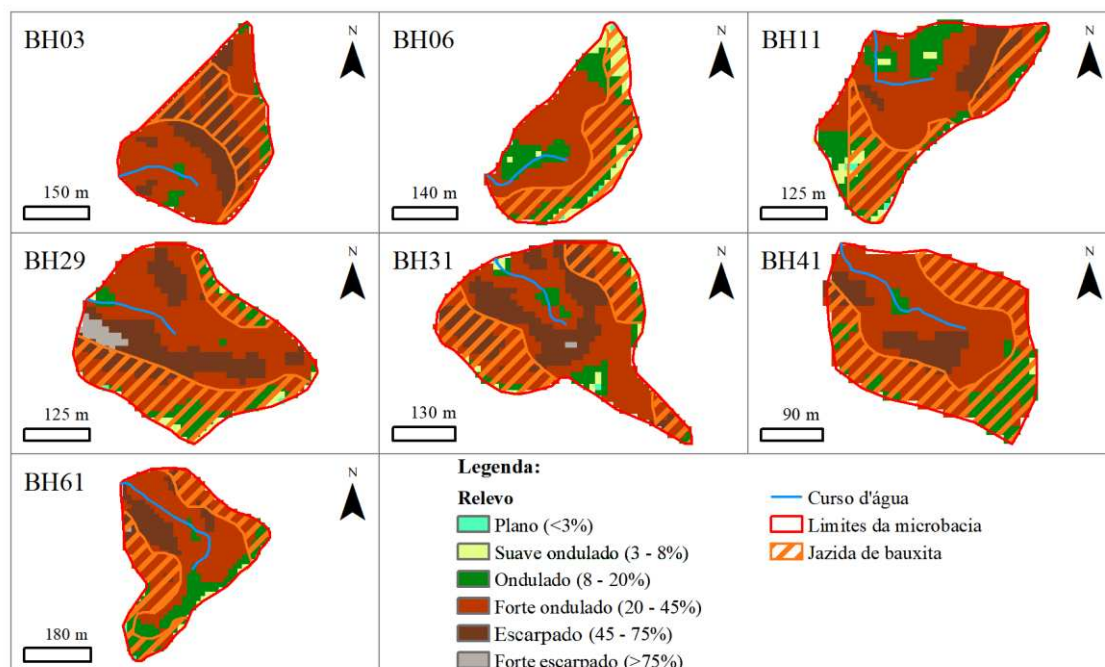 BH03
N
150 m
BH06
N
140 m
BH11
N
125 m
BH29
N
125 m
BH31
N
130 m
BH41
N
90 m
BH61
N
180 m
Legenda:
Relevo
Plano (<3%)
Suave ondulado (3 - 8%)
Ondulado (8 - 20%)
Forte ondulado (20 - 45%)
Escarpado (45 - 75%)
Forte escarpado (>75%)
Curso d'água
Limites da microbacia
Jazida de bauxita